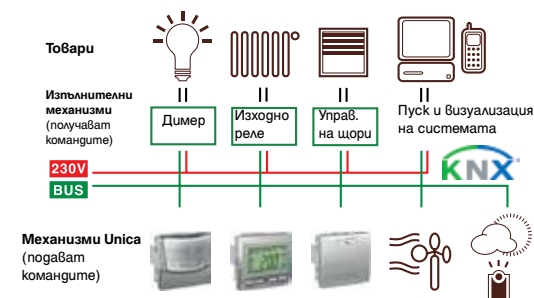 Товари
Изпълнителни
механизми
(получават
командите)
Димер
Изходно
реле
Управ.
на щори
Пуск и визуализация
на системата
230V
BUS
KNX
Механизми Unica
(подават
командите)